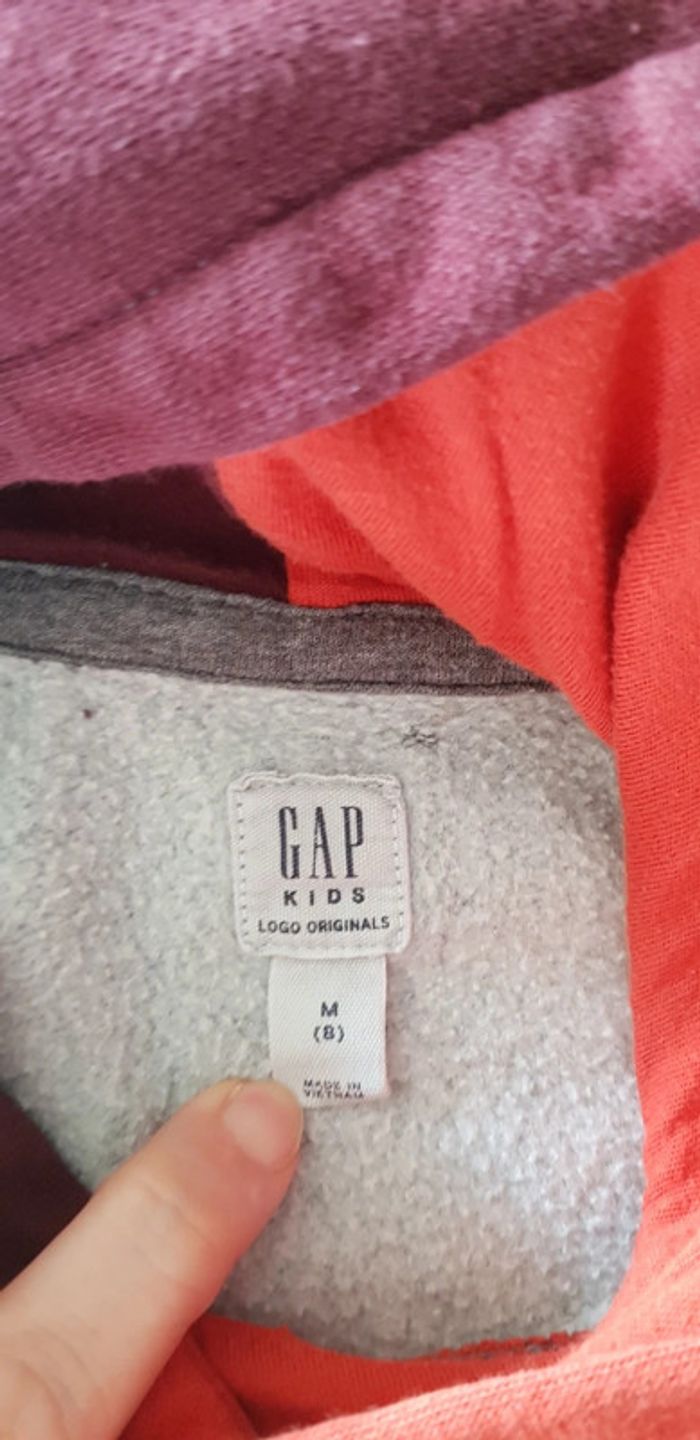 GAP
KIDS
LOGO ORIGINALS
M
(8)
MADE IN
VIETNAM